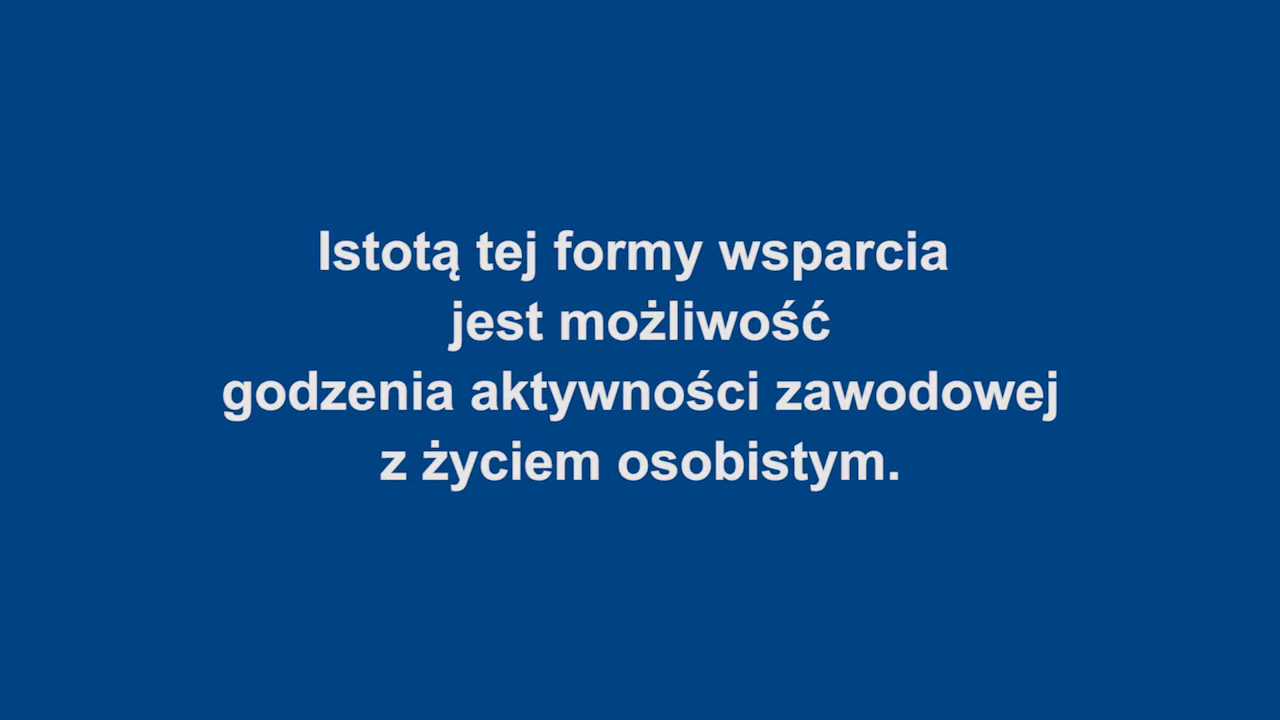 Istotą tej formy wsparcia
jest możliwość
godzenia aktywności zawodowej
z życiem osobistym.